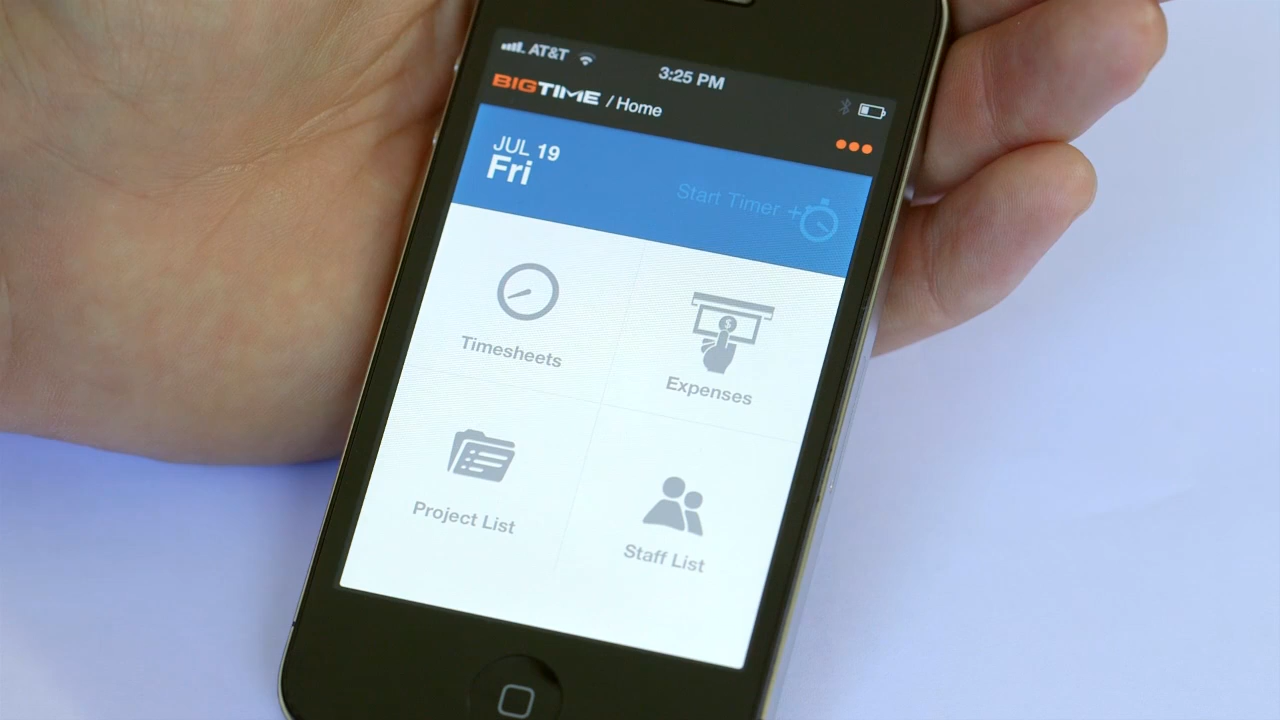 AT&T
3:25 PM
BIGTIME / Home
JUL 19
Fri
Start Timer +
Timesheets
Expenses
$
Project List
Staff List